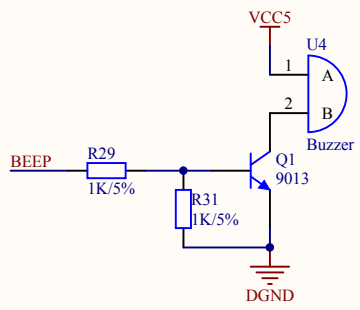 VCC5
U4
1
A
2
B
Buzzer
BEEP
R29
1K/5%
Q1
9013
R31
1K/5%
DGND